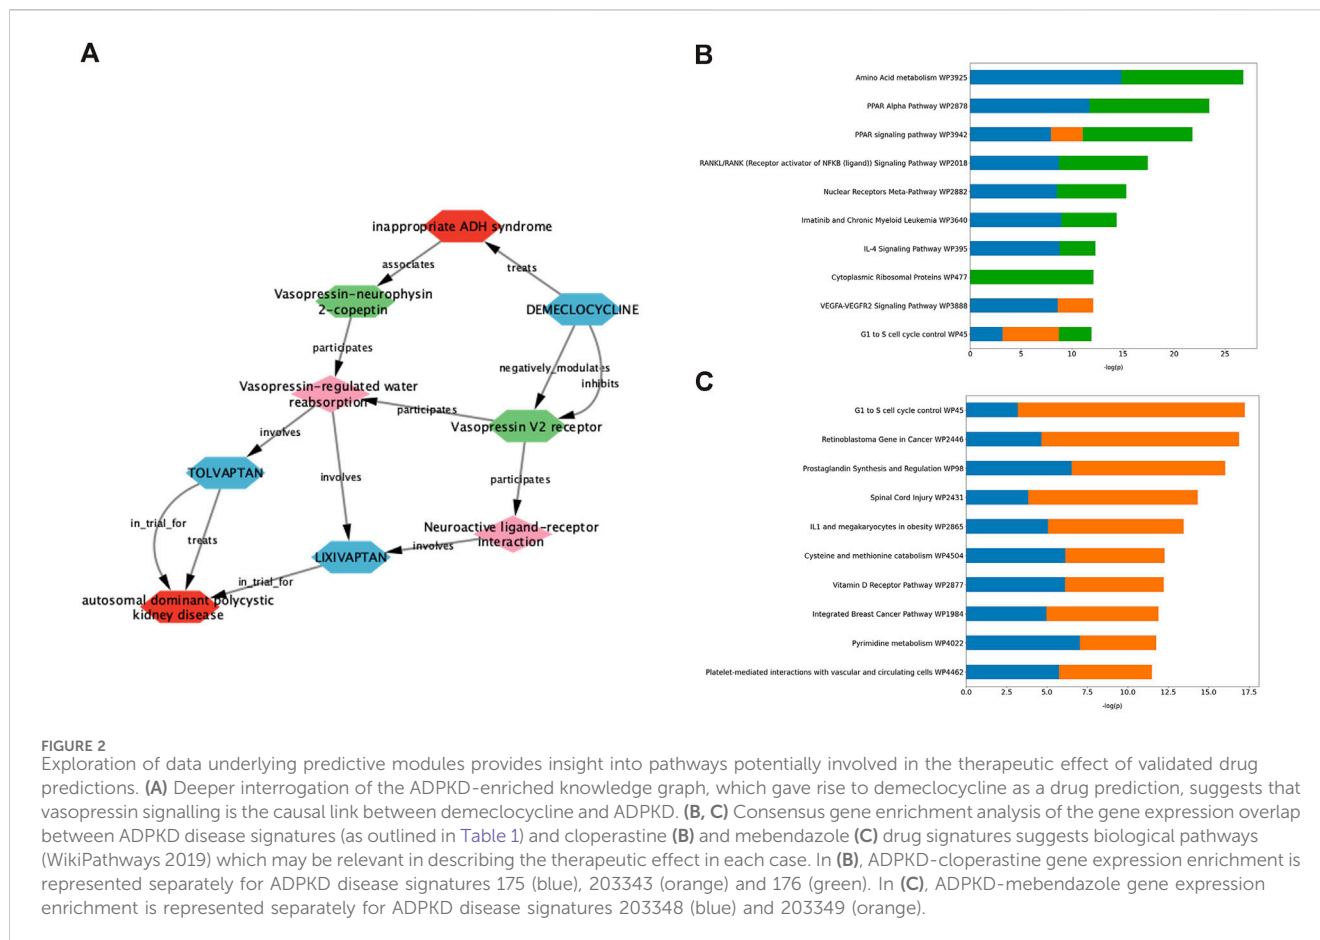 A
inappropriate ADH syndrome
associates
treats
Vasopressin-neurophysin
2-copeptin
DEMECLOCYCLINE
participates
negatively_modulates
inhibits
Vasopressin-regulated water
reabsorption
participates
Vasopressin V2 receptor
involves
TOLVAPTAN
involves
participates
in_trial_for
treats
Neuroactive ligand-receptor
interaction
involves
LIXIVAPTAN
in_trial_for
autosomal dominant polycystic
kidney disease
B
Amino Acid metabolism WP3925
PPAR Alpha Pathway WP2878
PPAR signaling pathway WP3942
RANKL/RANK (Receptor activator of NFKB (ligand)) Signaling Pathway WP2018
Nuclear Receptors Meta-Pathway WP2882
Imatinib and Chronic Myeloid Leukemia WP3640
IL-4 Signaling Pathway WP395
Cytoplasmic Ribosomal Proteins WP477
VEGFA-VEGFR2 Signaling Pathway WP3888
G1 to S cell cycle control WP45
0 5 10 15 20 25
-log(p)
C
G1 to S cell cycle control WP45
Retinoblastoma Gene in Cancer WP2446
Prostaglandin Synthesis and Regulation WP98
Spinal Cord Injury WP2431
IL1 and megakaryocytes in obesity WP2865
Cysteine and methionine catabolism WP4504
Vitamin D Receptor Pathway WP2877
Integrated Breast Cancer Pathway WP1984
Pyrimidine metabolism WP4022
Platelet-mediated interactions with vascular and circulating cells WP4462
0.0 2.5 5.0 7.5 10.0 12.5 15.0 17.5
-log(p)
FIGURE 2
Exploration of data underlying predictive modules provides insight into pathways potentially involved in the therapeutic effect of validated drug
predictions. (A) Deeper interrogation of the ADPKD-enriched knowledge graph, which gave rise to demeclocycline as a drug prediction, suggests that
vasopressin signalling is the causal link between demeclocycline and ADPKD. (B, C) Consensus gene enrichment analysis of the gene expression overlap
between ADPKD disease signatures (as outlined in Table 1) and cloperastine (B) and mebendazole (C) drug signatures suggests biological pathways
(WikiPathways 2019) which may be relevant in describing the therapeutic effect in each case. In (B), ADPKD-cloperastine gene expression enrichment is
represented separately for ADPKD disease signatures 175 (blue), 203343 (orange) and 176 (green). In (C), ADPKD-mebendazole gene expression
enrichment is represented separately for ADPKD disease signatures 203348 (blue) and 203349 (orange).